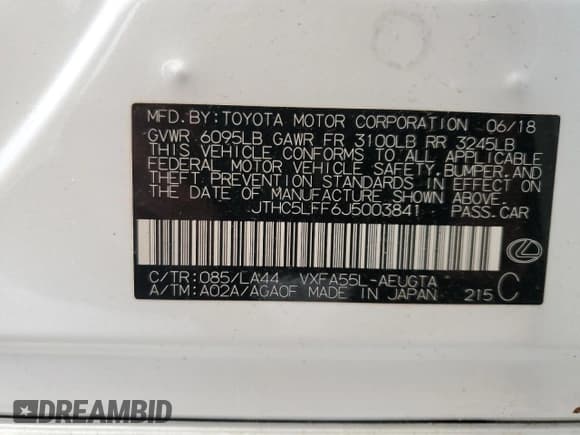 MFD.BY:TOYOTA MOTOR CORPORATION 06/18
GVWR 6095LB GAWR FR 3100LB RR 3245LB
THIS VEHICLE CONFORMS TO ALL APPLICABLE
FEDERAL MOTOR VEHICLE SAFETY,BUMPER,AND
THEFT PREVENTION STANDARDS IN EFFECT ON
THE DATE OF MANUFACTURE SHOWN ABOVE.
JTHC5LFF6J5003841 PASS.CAR
C/TR:085/LA44 VXFA55L-AEUGTA
A/TM:A02A/AGA0F MADE IN JAPAN 215 C
DREAMBID